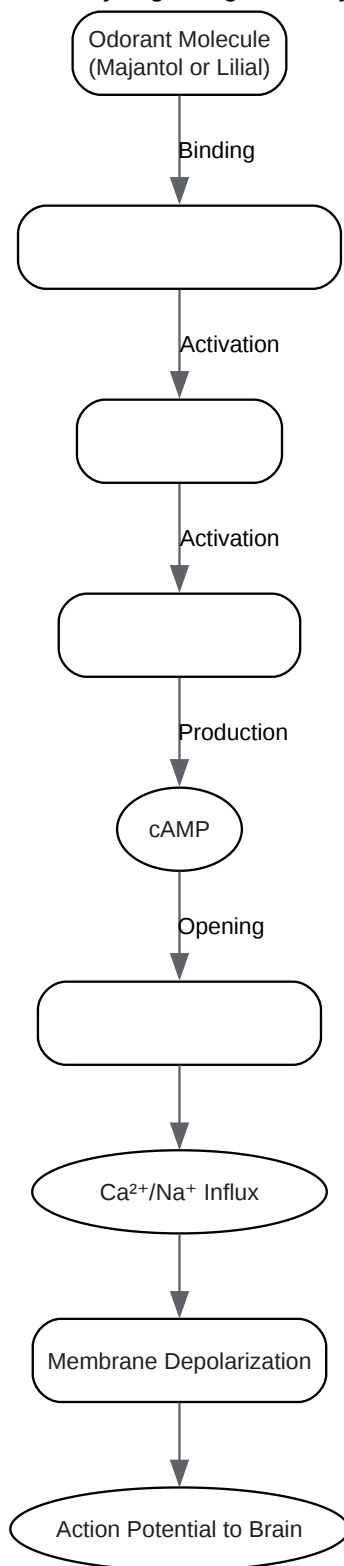 Odorant Molecule
(Majantol or Lilial)
Binding
Activation
Activation
Production
cAMP
Opening
Ca²⁺/Na⁺ Influx
Membrane Depolarization
Action Potential to Brain